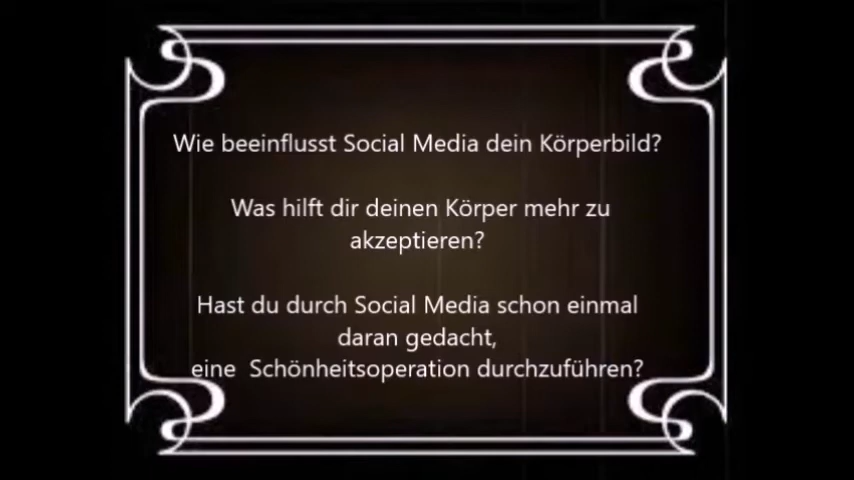 Wie beeinflusst Social Media dein Körperbild?
Was hilft dir deinen Körper mehr zu
akzeptieren?
Hast du durch Social Media schon einmal
daran gedacht,
eine  Schönheitsoperation durchzuführen?